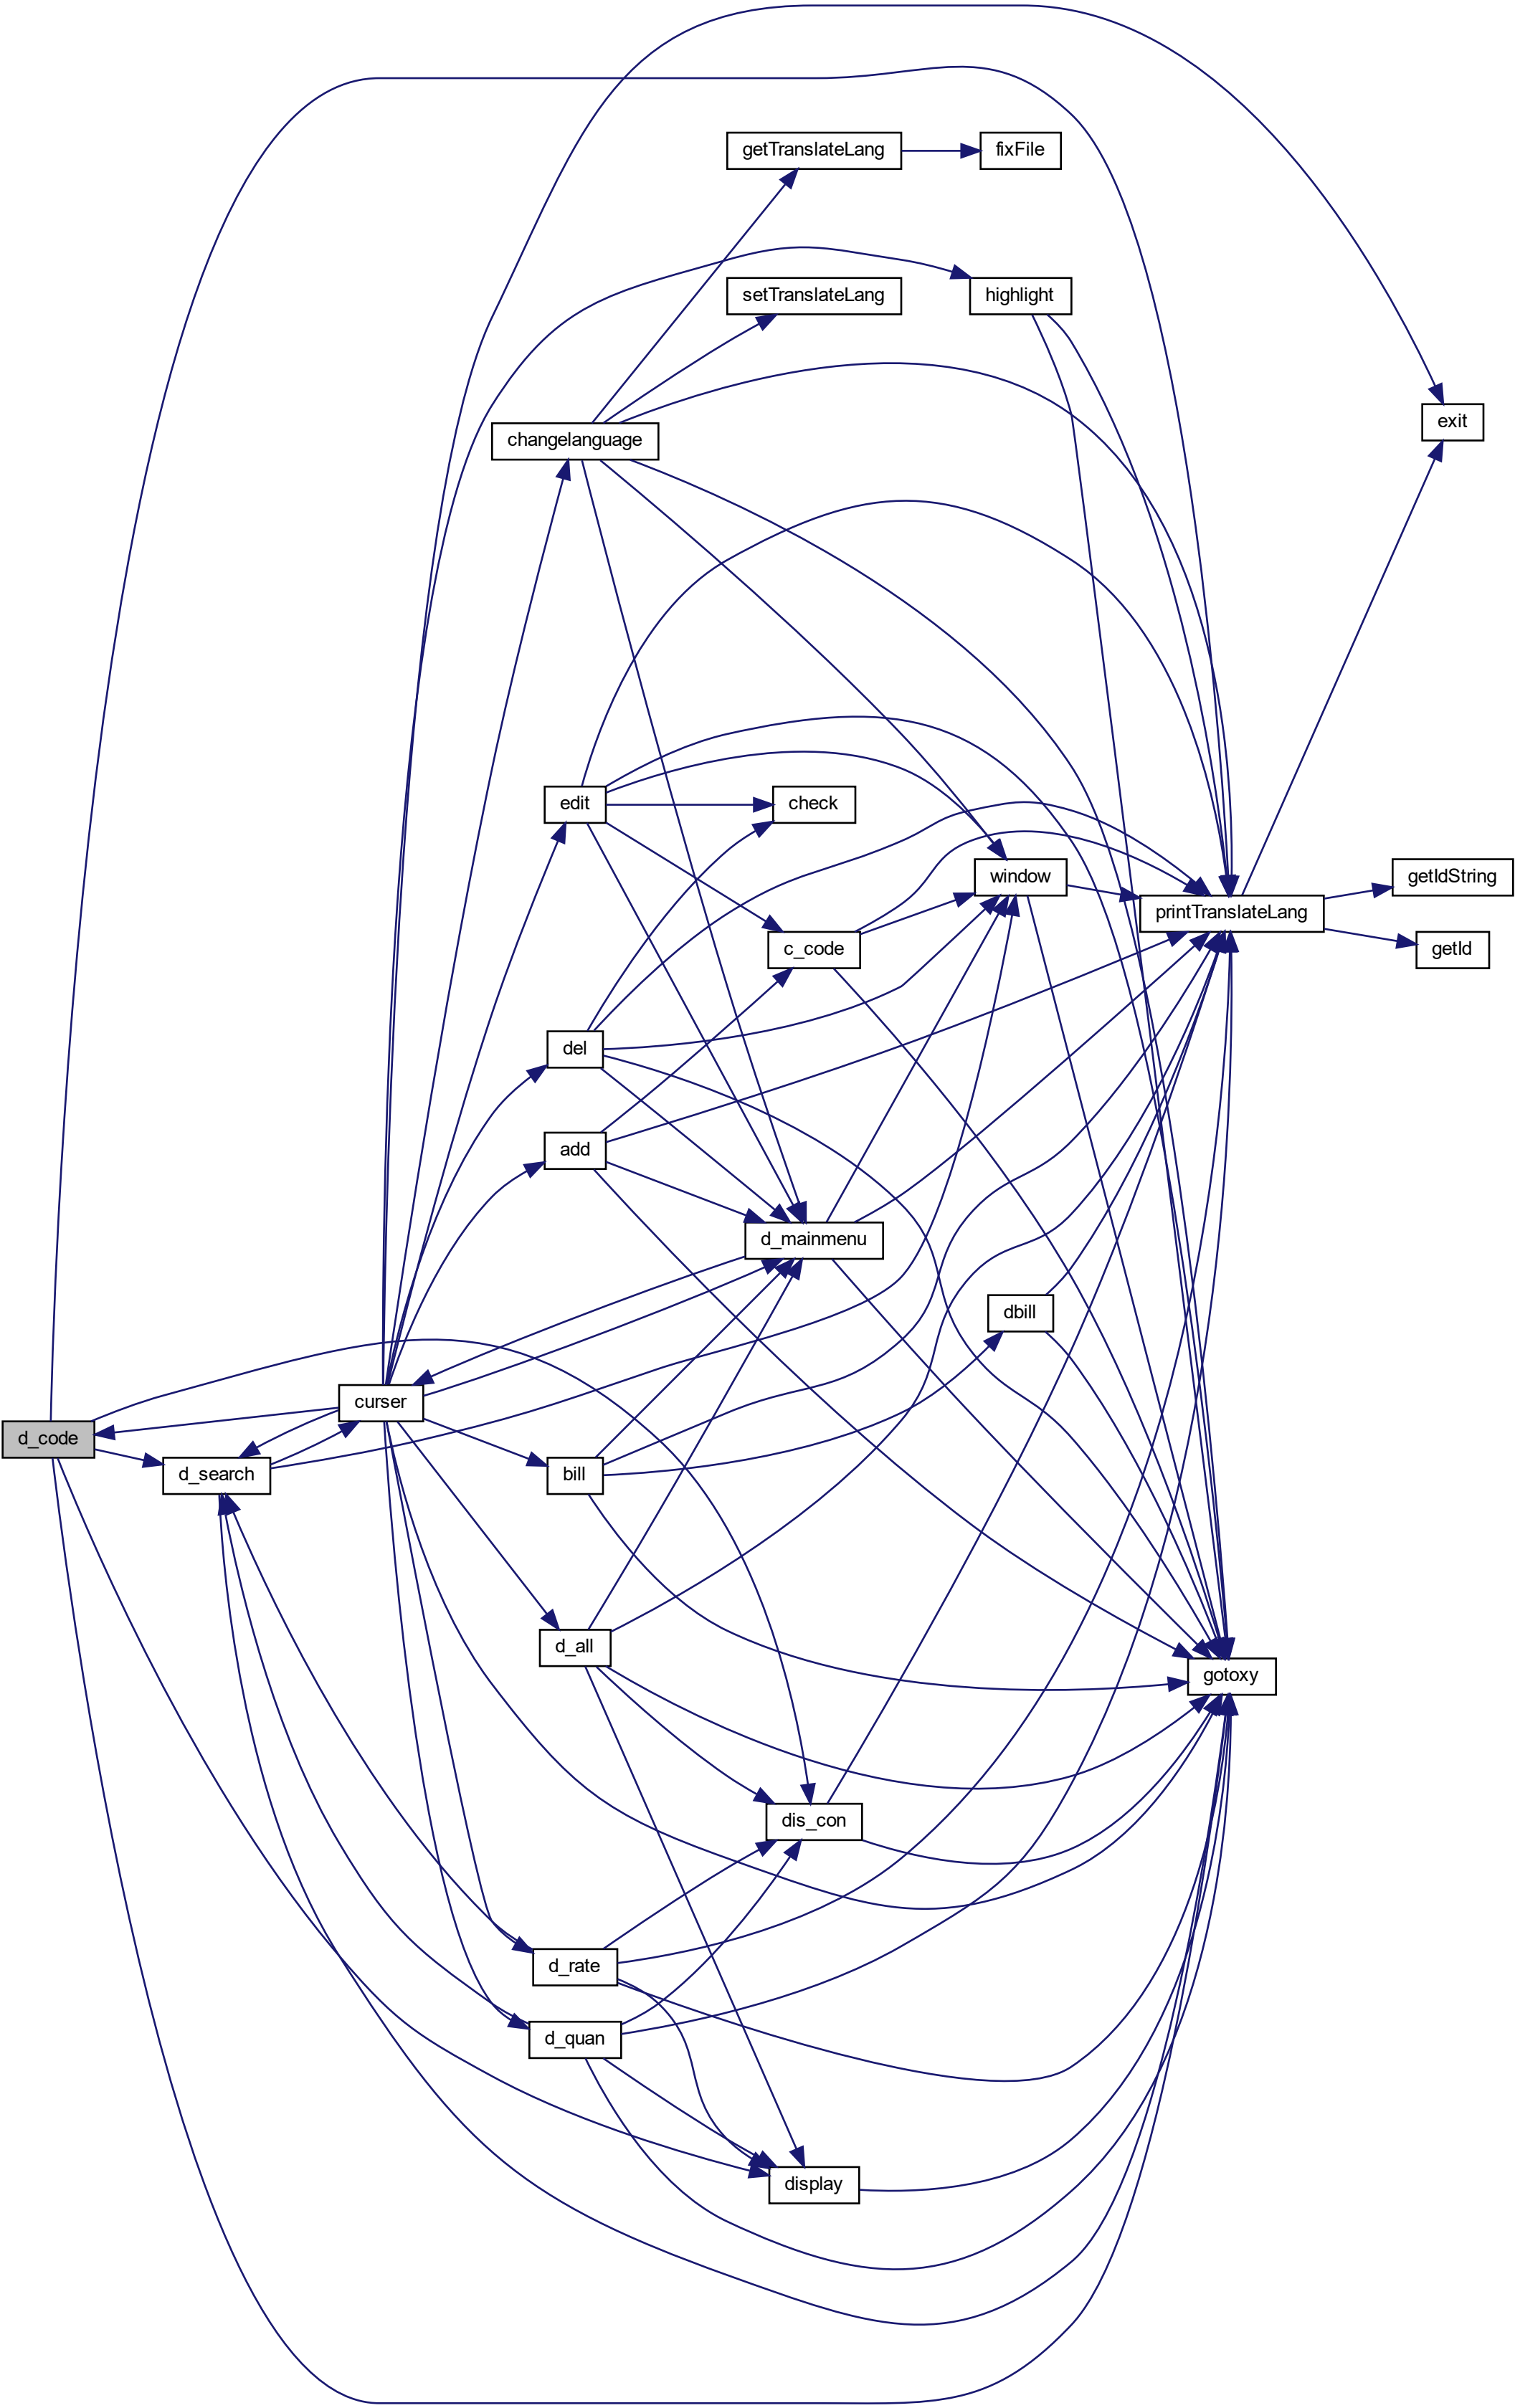 getTranslateLang
fixFile
setTranslateLang
highlight
exit
changelanguage
edit
check
window
getIdString
printTranslateLang
c_code
getId
del
add
d_mainmenu
dbill
curser
d_code
d_search
bill
d_all
gotoxy
dis_con
d_rate
d_quan
display